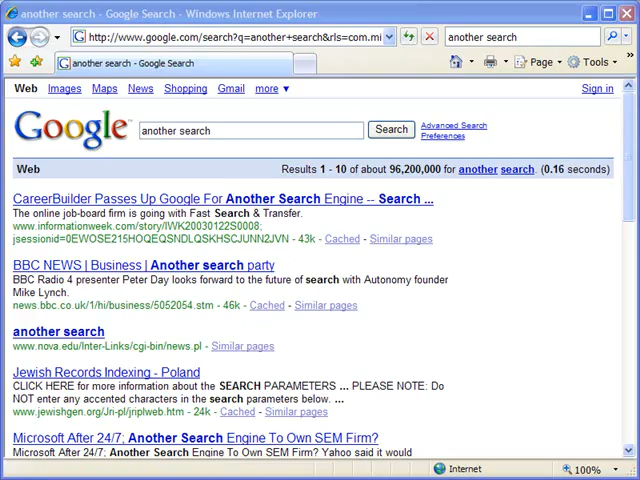 another search - Google Search - Windows Internet Explorer
http://www.google.com/search?q=another+search&rls=com.mi
another search
another search - Google Search
Page
Tools
Web Images Maps News Shopping Gmail more ▼ Sign in
Google™
another search
Search
Advanced Search
Preferences
Web Results 1 - 10 of about 96,200,000 for another search. (0.16 seconds)
CareerBuilder Passes Up Google For Another Search Engine -- Search ...
The online job-board firm is going with Fast Search & Transfer.
www.informationweek.com/story/IWK20030122S0008;
jsessionid=0EWOSE215HOQEQSNDLQSKHSCJUNN2JVN - 43k - Cached - Similar pages
BBC NEWS | Business | Another search party
BBC Radio 4 presenter Peter Day looks forward to the future of search with Autonomy founder
Mike Lynch.
news.bbc.co.uk/1/hi/business/5052054.stm - 46k - Cached - Similar pages
another search
www.nova.edu/Inter-Links/cgi-bin/news.pl - Similar pages
Jewish Records Indexing - Poland
CLICK HERE for more information about the SEARCH PARAMETERS ... PLEASE NOTE: Do
NOT enter any accented characters in the search parameters below. ...
www.jewishgen.org/Jri-pl/jriplweb.htm - 24k - Cached - Similar pages
Microsoft After 24/7; Another Search Engine To Own SEM Firm?
Microsoft After 24/7, Another Search Engine To Own SEM Firm? Yahoo said it would
Internet
100%